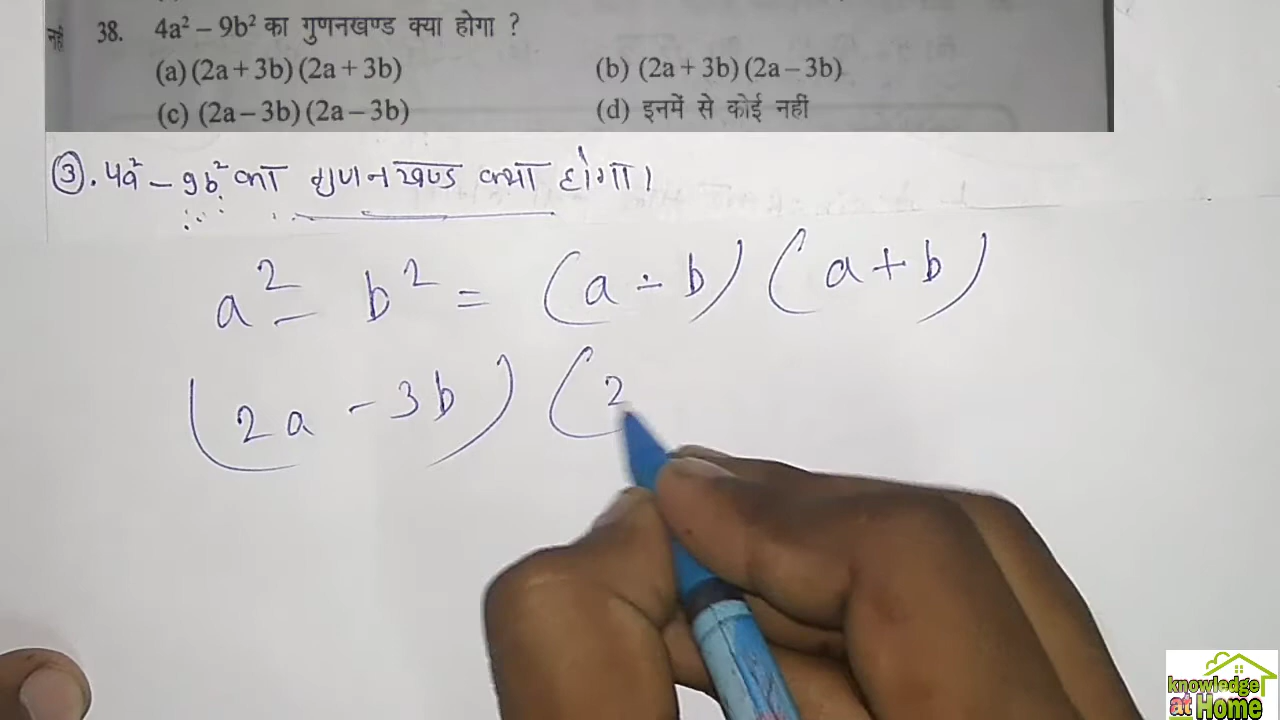 नहीं
38. 4a² – 9b² का गुणनखण्ड क्या होगा ?
(a) (2a + 3b) (2a + 3b) (b) (2a + 3b) (2a – 3b)
(c) (2a – 3b) (2a – 3b) (d) इनमें से कोई नहीं
③. 4a² – 9b² का गुणनखण्ड क्या होगा।
a² – b² = (a – b) (a + b)
(2a – 3b) (2
knowledge
at Home